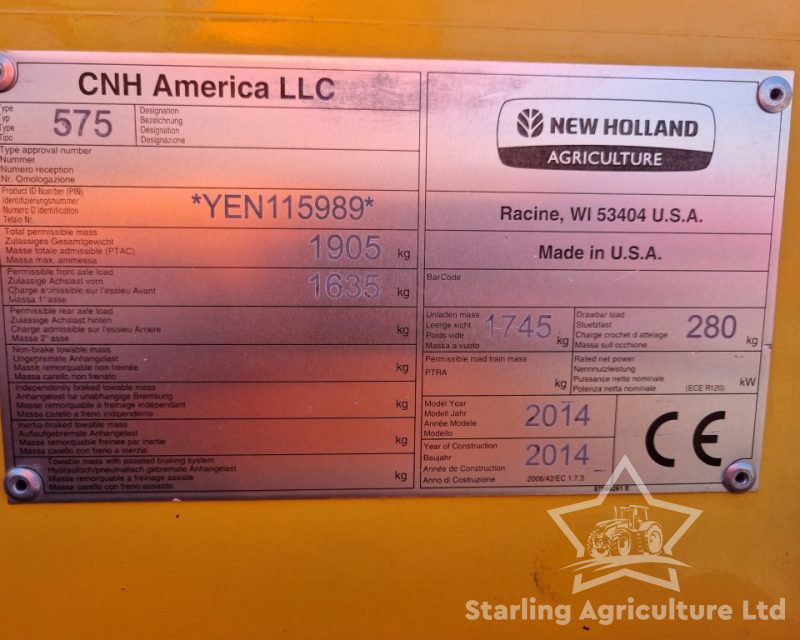 CNH America LLC
Type
Typ
Type
Tipo
575
Designation
Bezeichnung
Désignation
Designazione
Type approval number
Nummer
Numero reception
Nr. Omologazione
Product ID Number (PIN)
Identifizierungsnummer
Numero D'identification
Telaio Nr.
*YEN115989*
Total permissible mass
Zulassiges Gesamtgewicht
Masse totale admissible (PTAC)
Massa max. ammessa
1905 kg
Permissible front axle load
Zulassige Achslast vorn
Charge admissible sur l'essieu Avant
Massa 1° asse
1635 kg
Permissible rear axle load
Zulassige Achslast hinten
Charge admissible sur l'essieu Arriere
Massa 2° asse
kg
Non-brake towable mass
Ungebremste Anhangelast
Masse remorquable non freinée
Massa carello non frenato
kg
Independently braked towable mass
Anhangelast fur unabhangige Bremsung
Masse remorquable a freinage indépendant
Massa carello a freno indipendente
kg
Inertia-braked towable mass
Auflaufgebremste Anhangelast
Masse remorquable freinée par inertie
Massa carello con freno a inerzia
kg
Towable mass with assisted braking system
Hydraulisch/pneumatisch gebremste Anhangelast
Masse remorquable a freinage assiste
Massa carello con freno assistito
kg
NEW HOLLAND
AGRICULTURE
Racine, WI 53404 U.S.A.
Made in U.S.A.
BarCode
Unladen mass
Leergewicht
Poids vide
Massa a vuoto
1745 kg
Drawbar load
Stuetzlast
Charge crochet d attelage
Massa sull occhione
280 kg
Permissible road train mass
PTRA
kg
Rated net power
Nennnutzleistung
Puissance nette nominale
Potenza netta nominale
(ECE R120)
kW
Model Year
Modell Jahr
Année Modele
Modello
2014
Year of Construction
Baujahr
Année de Construction
Anno di Costruzione
2014
2006/42/EC 1.7.3
CE
Starling Agriculture Ltd